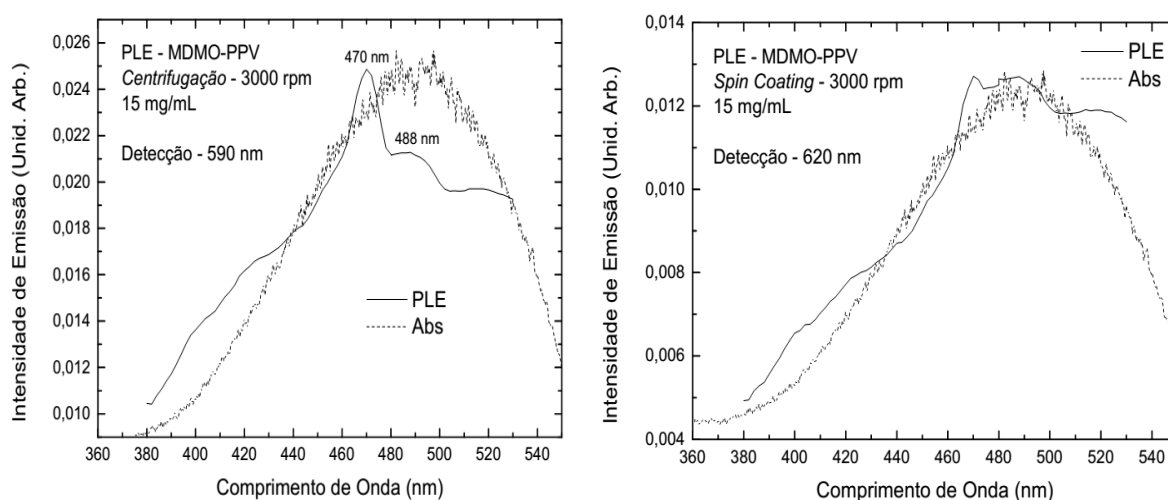 PLE - MDMO-PPV
Centrifugação - 3000 rpm
15 mg/mL
Detecção - 590 nm
470 nm
488 nm
PLE
Abs
0,026
0,024
0,022
0,020
0,018
0,016
0,014
0,012
0,010
Intensidade de Emissão (Unid. Arb.)
360 380 400 420 440 460 480 500 520 540
Comprimento de Onda (nm)
PLE - MDMO-PPV
Spin Coating - 3000 rpm
15 mg/mL
Detecção - 620 nm
PLE
Abs
0,014
0,012
0,010
0,008
0,006
0,004
Intensidade de Emissão (Unid. Arb.)
360 380 400 420 440 460 480 500 520 540
Comprimento de Onda (nm)